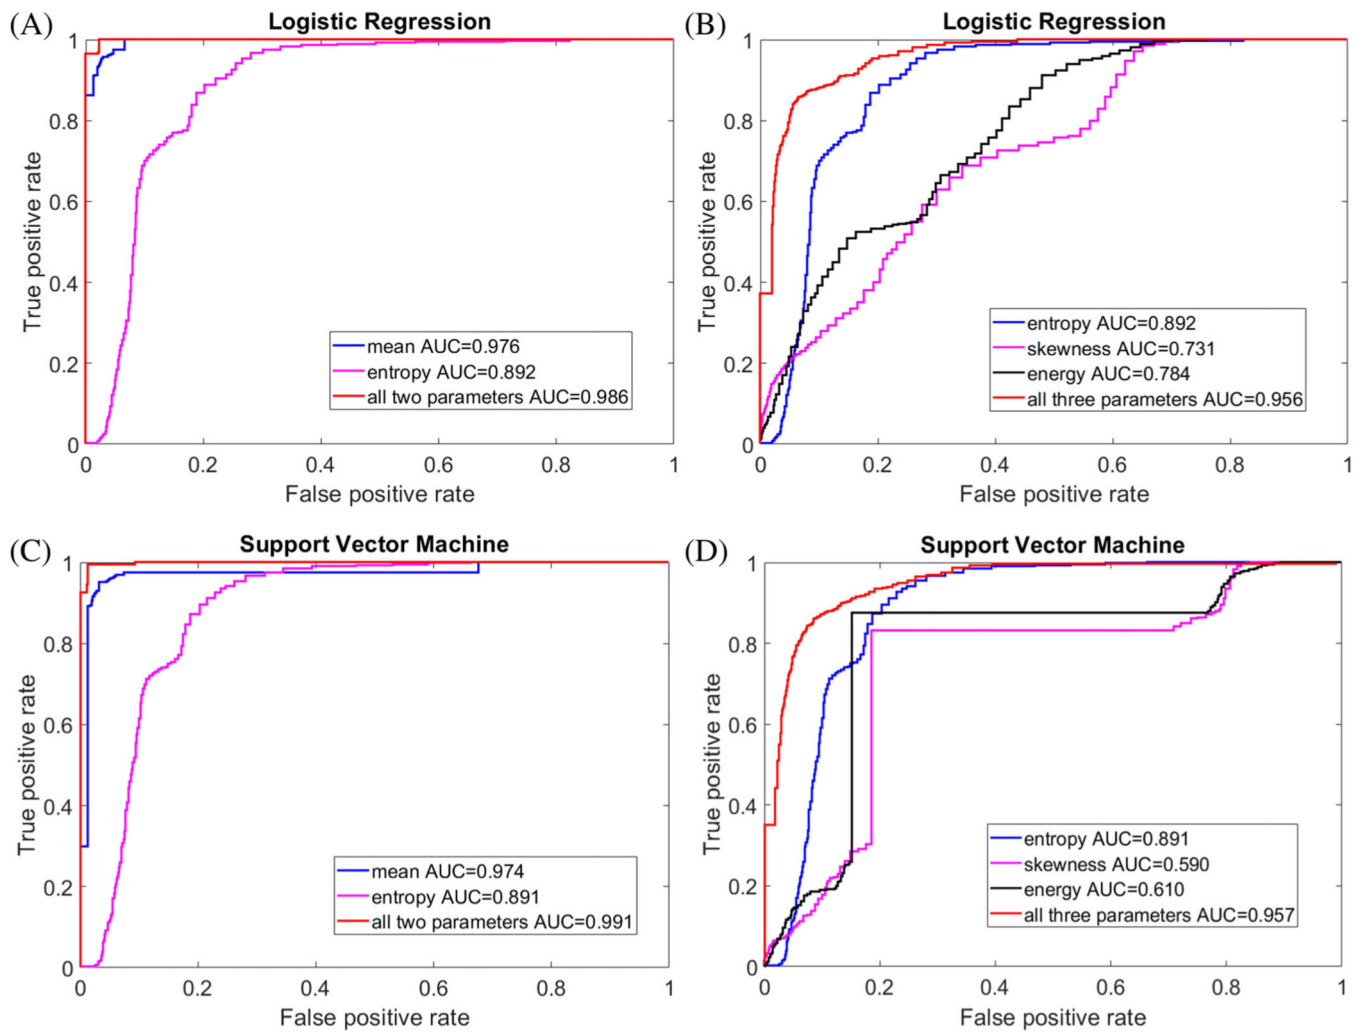 (A)
Logistic Regression
1
0.8
0.6
0.4
0.2
0
True positive rate
mean AUC=0.976
entropy AUC=0.892
all two parameters AUC=0.986
0 0.2 0.4 0.6 0.8 1
False positive rate
(B)
Logistic Regression
1
0.8
0.6
0.4
0.2
0
True positive rate
entropy AUC=0.892
skewness AUC=0.731
energy AUC=0.784
all three parameters AUC=0.956
0 0.2 0.4 0.6 0.8 1
False positive rate
(C)
Support Vector Machine
1
0.8
0.6
0.4
0.2
0
True positive rate
mean AUC=0.974
entropy AUC=0.891
all two parameters AUC=0.991
0 0.2 0.4 0.6 0.8 1
False positive rate
(D)
Support Vector Machine
1
0.8
0.6
0.4
0.2
0
True positive rate
entropy AUC=0.891
skewness AUC=0.590
energy AUC=0.610
all three parameters AUC=0.957
0 0.2 0.4 0.6 0.8 1
False positive rate